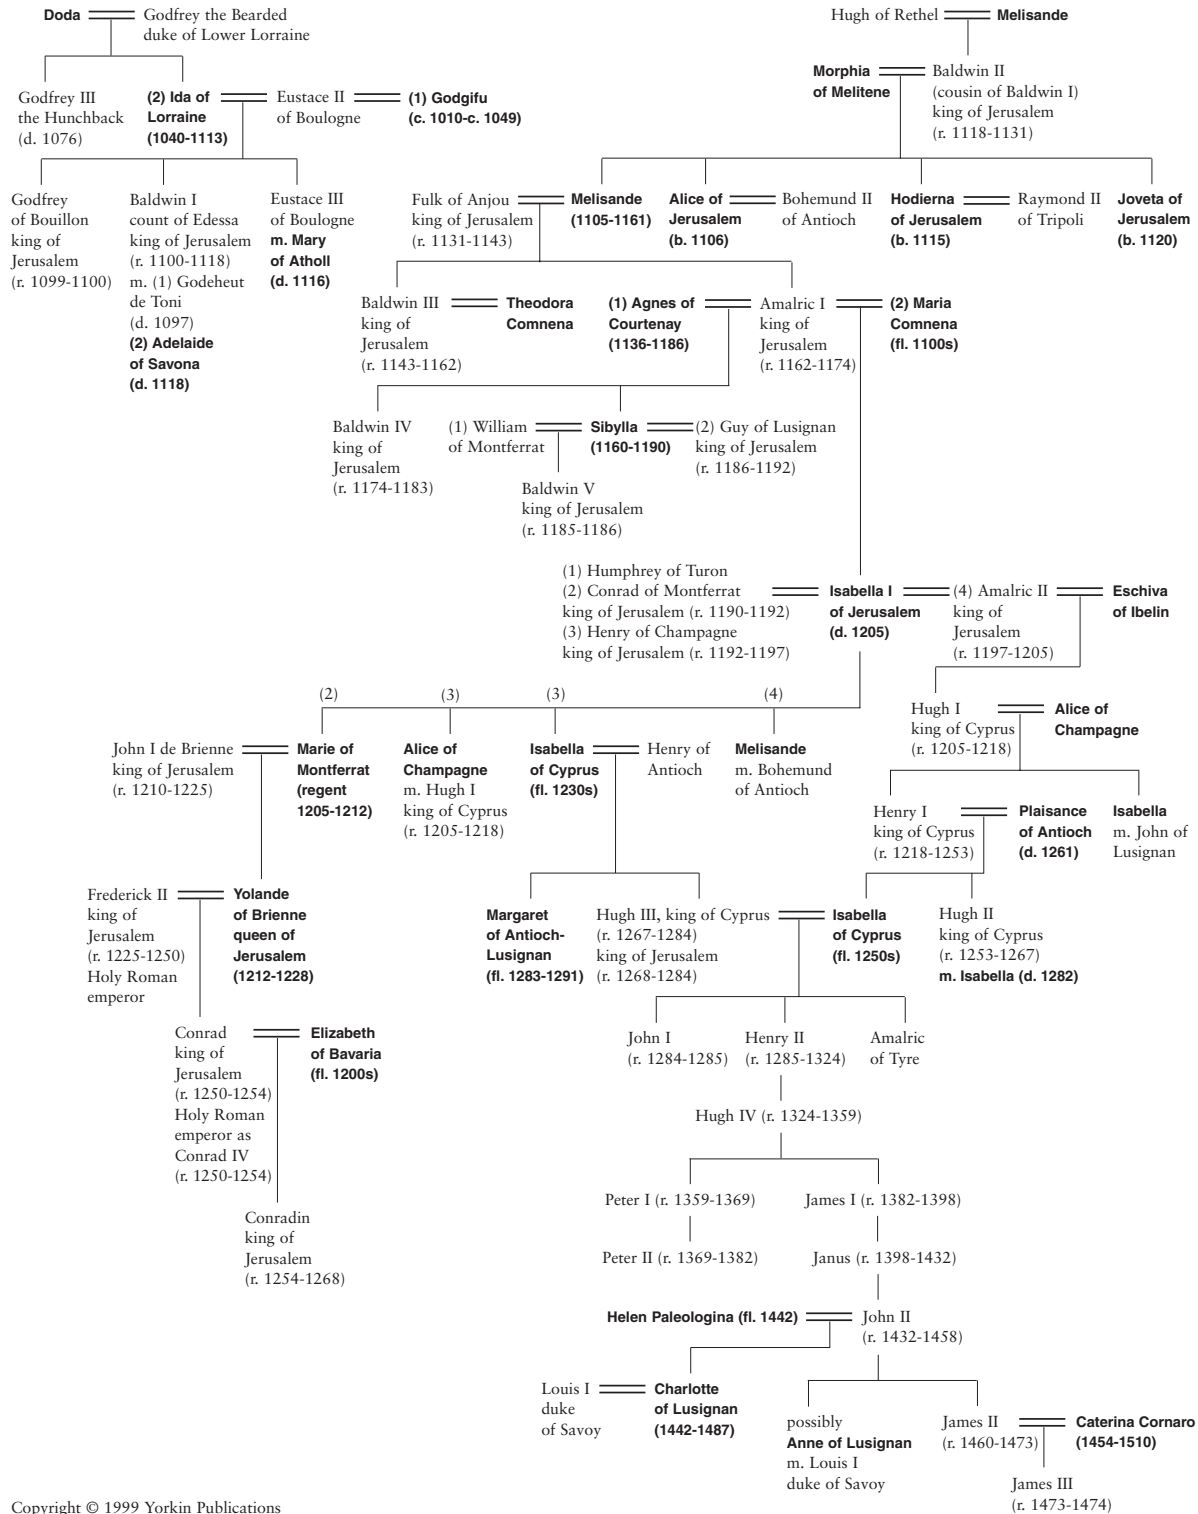 Doda
Godfrey the Bearded
duke of Lower Lorraine
Hugh of Rethel
Melisande
Godfrey III
the Hunchback
(d. 1076)
(2) Ida of
Lorraine
(1040-1113)
Eustace II
of Boulogne
(1) Godgifu
(c. 1010-c. 1049)
Morphia
of Melitene
Baldwin II
(cousin of Baldwin I)
king of Jerusalem
(r. 1118-1131)
Godfrey
of Bouillon
king of
Jerusalem
(r. 1099-1100)
Baldwin I
count of Edessa
king of Jerusalem
(r. 1100-1118)
m. (1) Godeheut
de Toni
(d. 1097)
(2) Adelaide
of Savona
(d. 1118)
Eustace III
of Boulogne
m. Mary
of Atholl
(d. 1116)
Fulk of Anjou
king of Jerusalem
(r. 1131-1143)
Melisande
(1105-1161)
Alice of
Jerusalem
(b. 1106)
Bohemund II
of Antioch
Hodierna
of Jerusalem
(b. 1115)
Raymond II
of Tripoli
Joveta of
Jerusalem
(b. 1120)
Baldwin III
king of
Jerusalem
(r. 1143-1162)
Theodora
Comnena
(1) Agnes of
Courtenay
(1136-1186)
Amalric I
king of
Jerusalem
(r. 1162-1174)
(2) Maria
Comnena
(fl. 1100s)
Baldwin IV
king of
Jerusalem
(r. 1174-1183)
(1) William
of Montferrat
Sibylla
(1160-1190)
(2) Guy of Lusignan
king of Jerusalem
(r. 1186-1192)
Baldwin V
king of Jerusalem
(r. 1185-1186)
(1) Humphrey of Turon
(2) Conrad of Montferrat
king of Jerusalem (r. 1190-1192)
(3) Henry of Champagne
king of Jerusalem (r. 1192-1197)
Isabella I
of Jerusalem
(d. 1205)
(4) Amalric II
king of
Jerusalem
(r. 1197-1205)
Eschiva
of Ibelin
(2)
(3)
(3)
(4)
Hugh I
king of Cyprus
(r. 1205-1218)
Alice of
Champagne
John I de Brienne
king of Jerusalem
(r. 1210-1225)
Marie of
Montferrat
(regent
1205-1212)
Alice of
Champagne
m. Hugh I
king of Cyprus
(r. 1205-1218)
Isabella
of Cyprus
(fl. 1230s)
Henry of
Antioch
Melisande
m. Bohemund
of Antioch
Henry I
king of Cyprus
(r. 1218-1253)
Plaisance
of Antioch
(d. 1261)
Isabella
m. John of
Lusignan
Frederick II
king of
Jerusalem
(r. 1225-1250)
Holy Roman
emperor
Yolande
of Brienne
queen of
Jerusalem
(1212-1228)
Margaret
of Antioch-
Lusignan
(fl. 1283-1291)
Hugh III, king of Cyprus
(r. 1267-1284)
king of Jerusalem
(r. 1268-1284)
Isabella
of Cyprus
(fl. 1250s)
Hugh II
king of Cyprus
(r. 1253-1267)
m. Isabella (d. 1282)
Conrad
king of
Jerusalem
(r. 1250-1254)
Holy Roman
emperor as
Conrad IV
(r. 1250-1254)
Elizabeth
of Bavaria
(fl. 1200s)
John I
(r. 1284-1285)
Henry II
(r. 1285-1324)
Amalric
of Tyre
Hugh IV (r. 1324-1359)
Peter I (r. 1359-1369)
James I (r. 1382-1398)
Conradin
king of
Jerusalem
(r. 1254-1268)
Peter II (r. 1369-1382)
Janus (r. 1398-1432)
Helen Paleologina (fl. 1442)
John II
(r. 1432-1458)
Louis I
duke
of Savoy
Charlotte
of Lusignan
(1442-1487)
possibly
Anne of Lusignan
m. Louis I
duke of Savoy
James II
(r. 1460-1473)
Caterina Cornaro
(1454-1510)
James III
(r. 1473-1474)
Copyright © 1999 Yorkin Publications